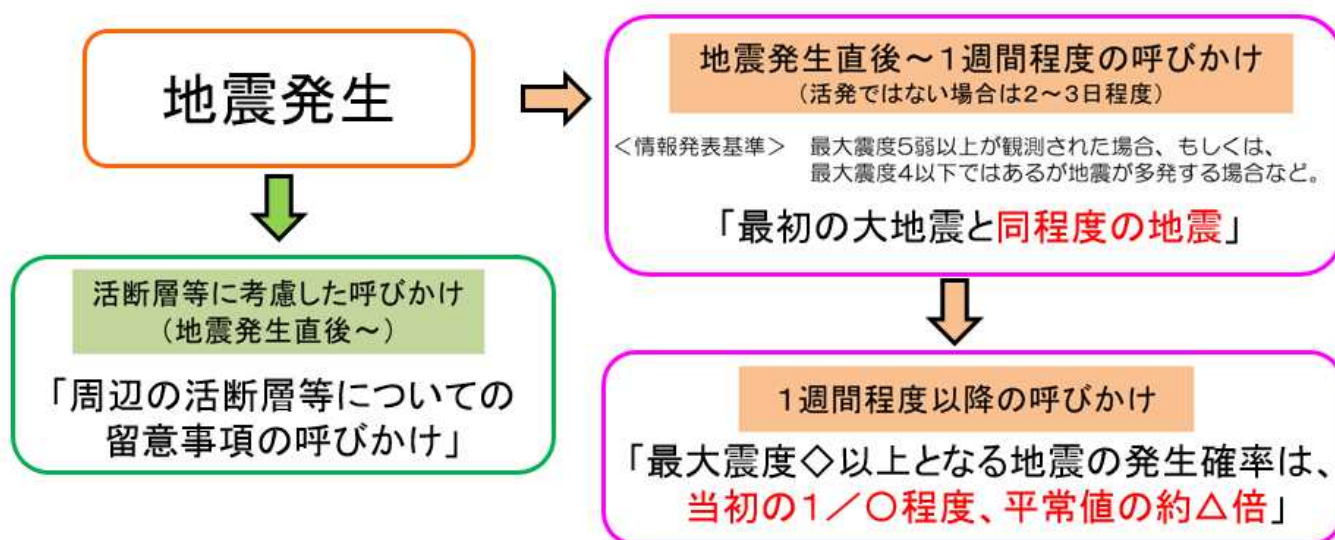 地震発生
地震発生直後～1週間程度の呼びかけ
（活発ではない場合は2～3日程度）
＜情報発表基準＞　最大震度5弱以上が観測された場合、もしくは、
最大震度4以下ではあるが地震が多発する場合など。
「最初の大地震と同程度の地震」
活断層等に考慮した呼びかけ
（地震発生直後～）
「周辺の活断層等についての
留意事項の呼びかけ」
1週間程度以降の呼びかけ
「最大震度◇以上となる地震の発生確率は、
当初の1／〇程度、平常値の約△倍」